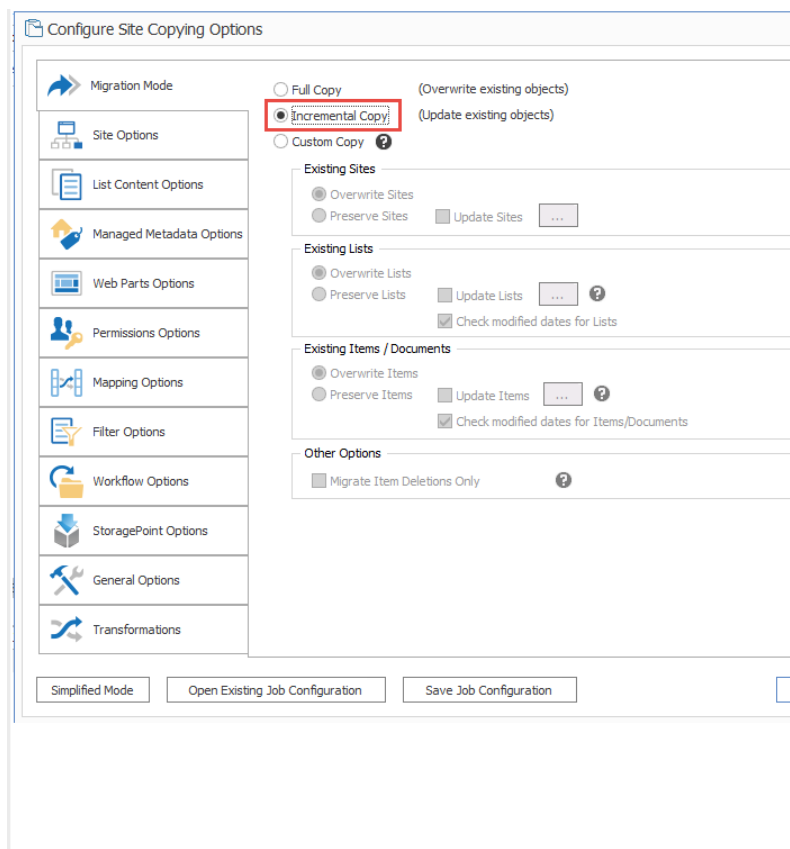 Configure Site Copying Options
Migration Mode
Site Options
List Content Options
Managed Metadata Options
Web Parts Options
Permissions Options
Mapping Options
Filter Options
Workflow Options
StoragePoint Options
General Options
Transformations
Full Copy (Overwrite existing objects)
Incremental Copy (Update existing objects)
Custom Copy ?
Existing Sites
Overwrite Sites
Preserve Sites Update Sites ...
Existing Lists
Overwrite Lists
Preserve Lists Update Lists ... ?
Check modified dates for Lists
Existing Items / Documents
Overwrite Items
Preserve Items Update Items ... ?
Check modified dates for Items/Documents
Other Options
Migrate Item Deletions Only ?
Simplified Mode Open Existing Job Configuration Save Job Configuration